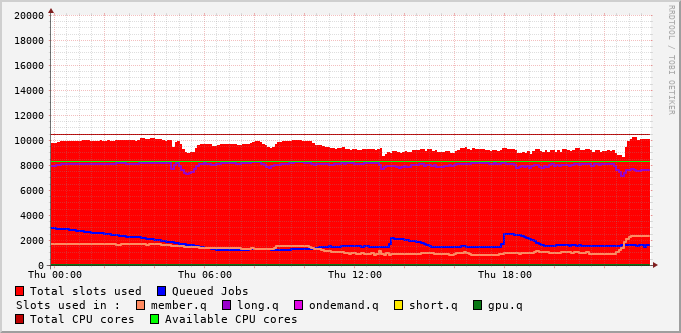 20000
18000
16000
14000
12000
10000
8000
6000
4000
2000
0
Thu 00:00 Thu 06:00 Thu 12:00 Thu 18:00
RRDTOOL / TOBI OETIKER
Total slots used Queued Jobs
Slots used in : member.q long.q ondemand.q short.q gpu.q
Total CPU cores Available CPU cores